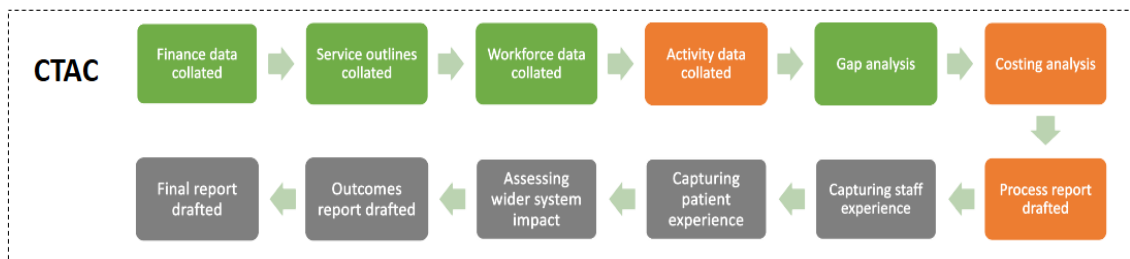 CTAC
Finance data
collated
Service outlines
collated
Workforce data
collated
Activity data
collated
Gap analysis
Costing analysis
Process report
drafted
Capturing staff
experience
Capturing
patient
experience
Assessing
wider system
impact
Outcomes
report drafted
Final report
drafted